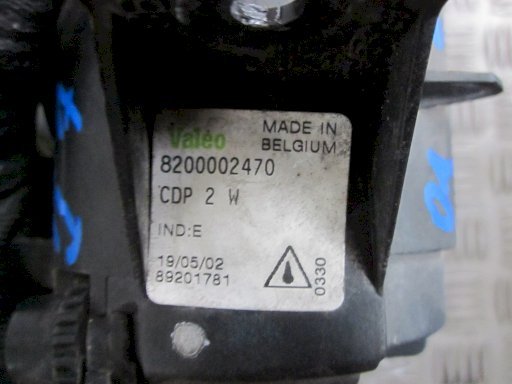 Valeo
MADE IN
BELGIUM
8200002470
CDP 2 W
IND:E
19/05/02
89201781
0330